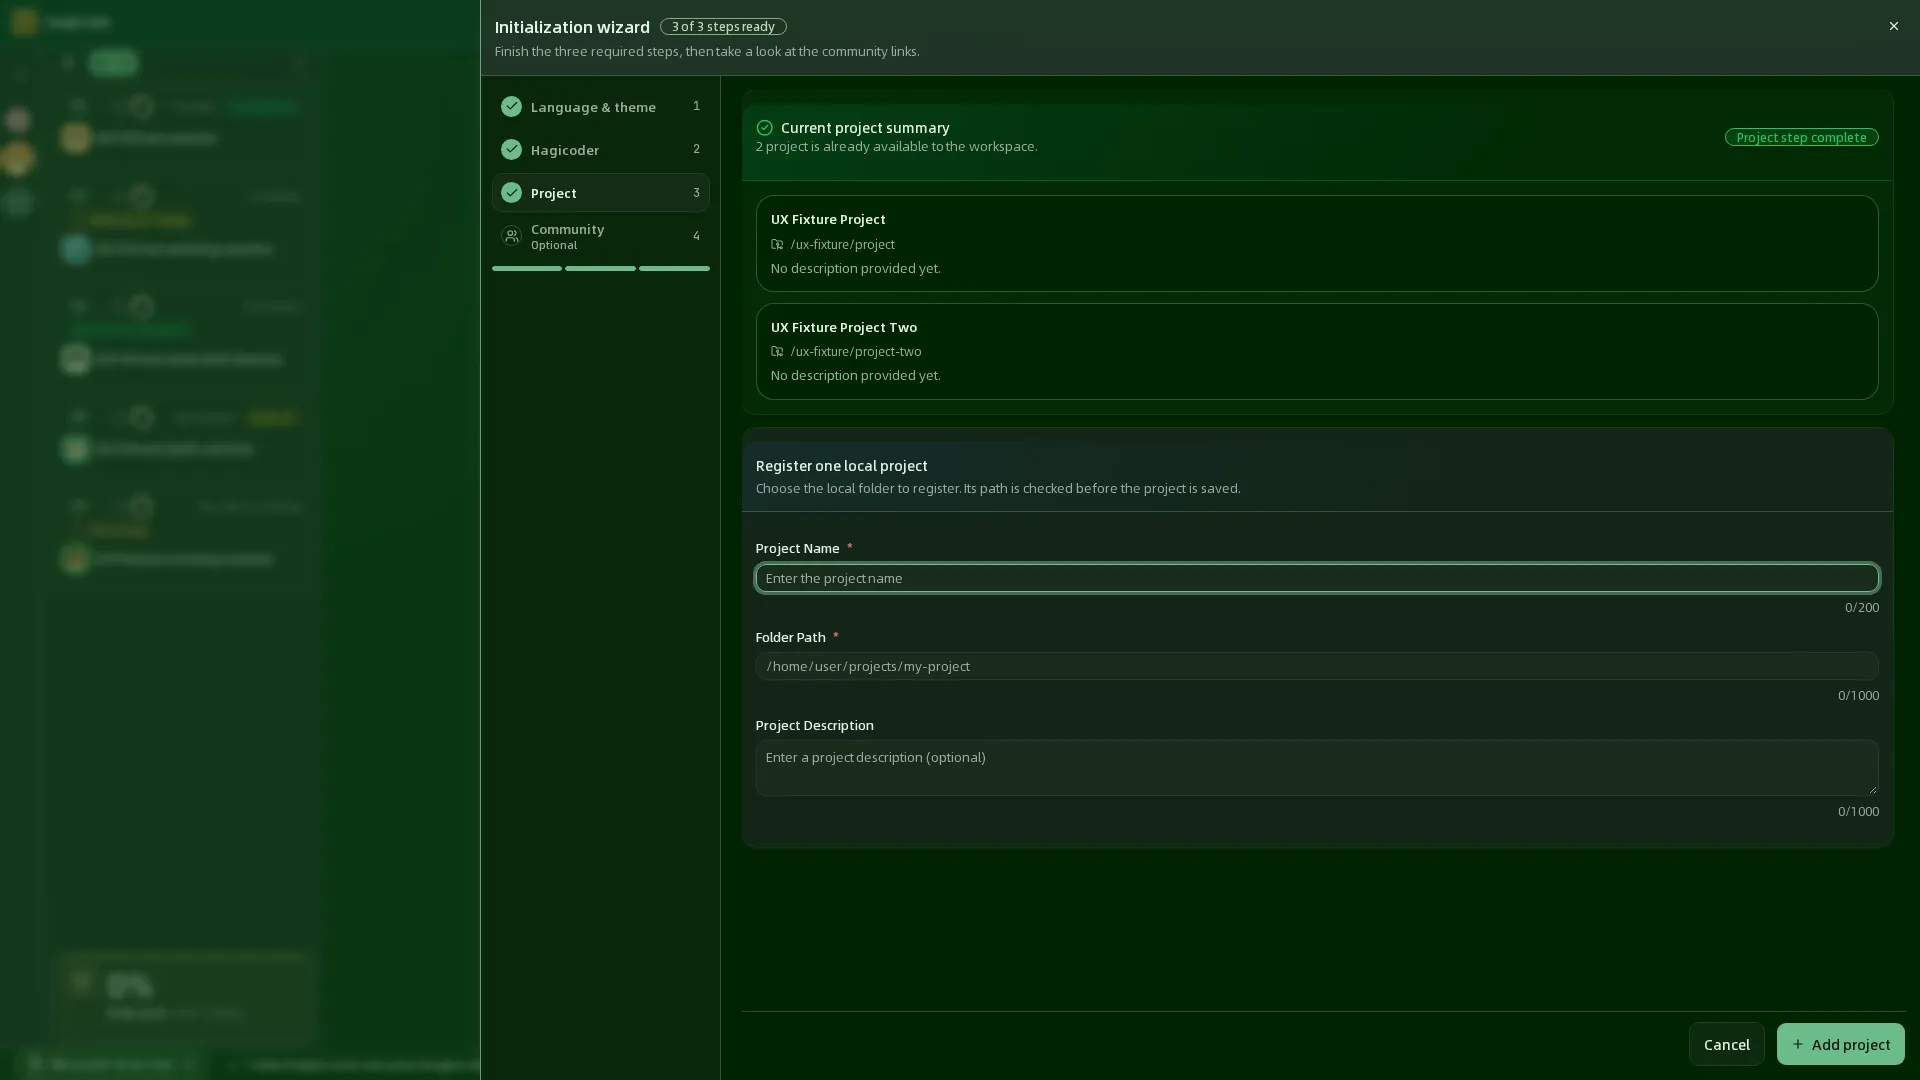 Initialization wizard
3 of 3 steps ready
Finish the three required steps, then take a look at the community links.
Language & theme
1
Hagicoder
2
Project
3
Community
Optional
4
Current project summary
2 project is already available to the workspace.
Project step complete
UX Fixture Project
/ux-fixture/project
No description provided yet.
UX Fixture Project Two
/ux-fixture/project-two
No description provided yet.
Register one local project
Choose the local folder to register. Its path is checked before the project is saved.
Project Name *
Enter the project name
0/200
Folder Path *
/home/user/projects/my-project
0/1000
Project Description
Enter a project description (optional)
0/1000
Cancel
+ Add project